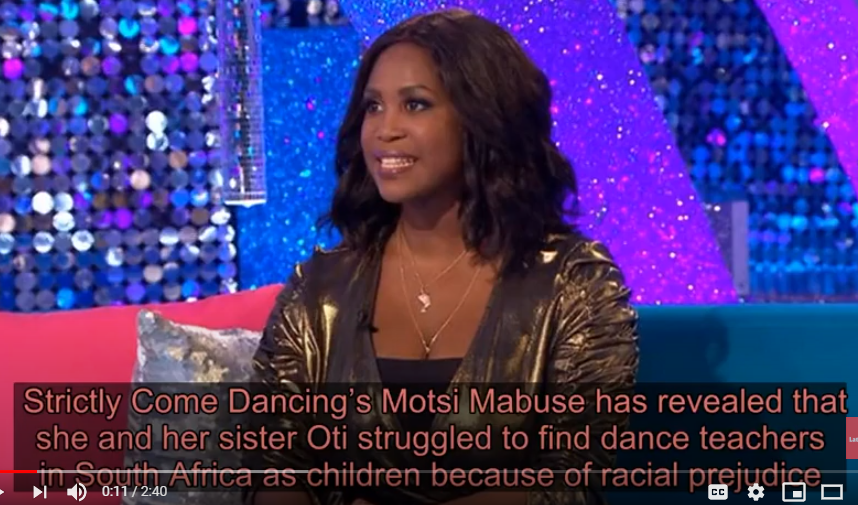 Strictly Come Dancing's Motsi Mabuse has revealed that
she and her sister Oti struggled to find dance teachers
in South Africa as children because of racial prejudice
0:11 / 2:40
CC